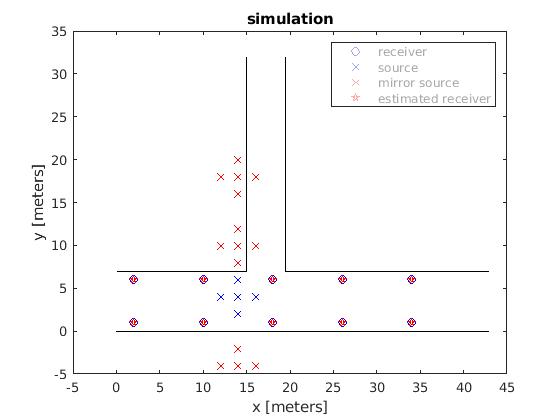 simulation
receiver
source
mirror source
estimated receiver
35
30
25
20
15
10
5
0
-5
y [meters]
-5 0 5 10 15 20 25 30 35 40 45
x [meters]